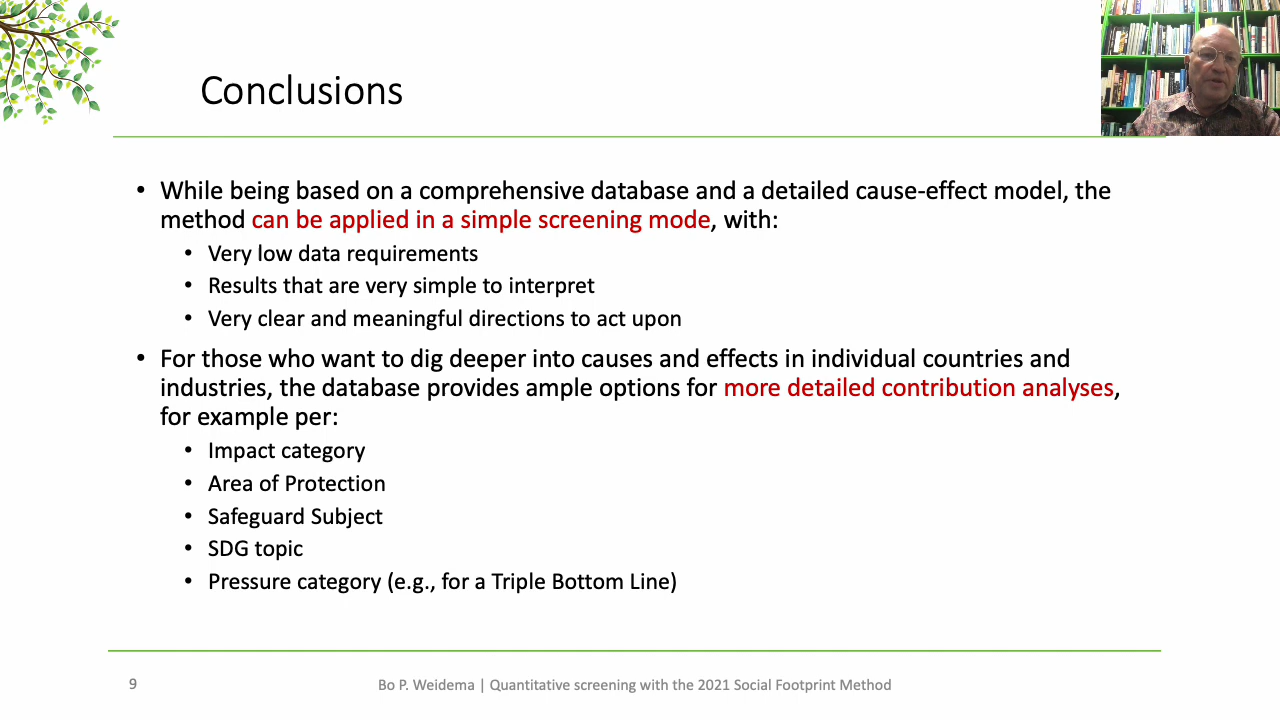 Conclusions
• While being based on a comprehensive database and a detailed cause-effect model, the
method can be applied in a simple screening mode, with:
• Very low data requirements
• Results that are very simple to interpret
• Very clear and meaningful directions to act upon
• For those who want to dig deeper into causes and effects in individual countries and
industries, the database provides ample options for more detailed contribution analyses,
for example per:
• Impact category
• Area of Protection
• Safeguard Subject
• SDG topic
• Pressure category (e.g., for a Triple Bottom Line)
9
Bo P. Weidema | Quantitative screening with the 2021 Social Footprint Method